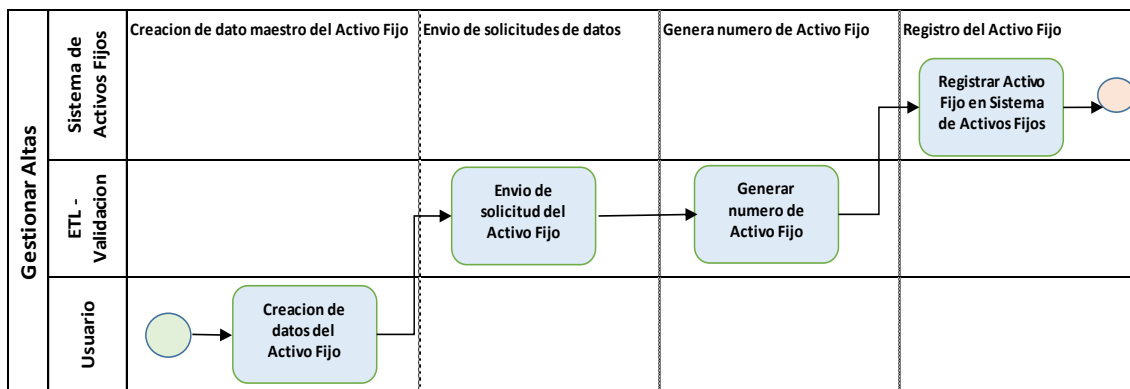 Gestionar Altas
Sistema de
Activos Fijos
ETL -
Validacion
Usuario
Creacion de dato maestro del Activo Fijo
Envio de solicitudes de datos
Genera numero de Activo Fijo
Registro del Activo Fijo
Registrar Activo
Fijo en Sistema
de Activos Fijos
Envio de
solicitud del
Activo Fijo
Generar
numero de
Activo Fijo
Creacion de
datos del
Activo Fijo